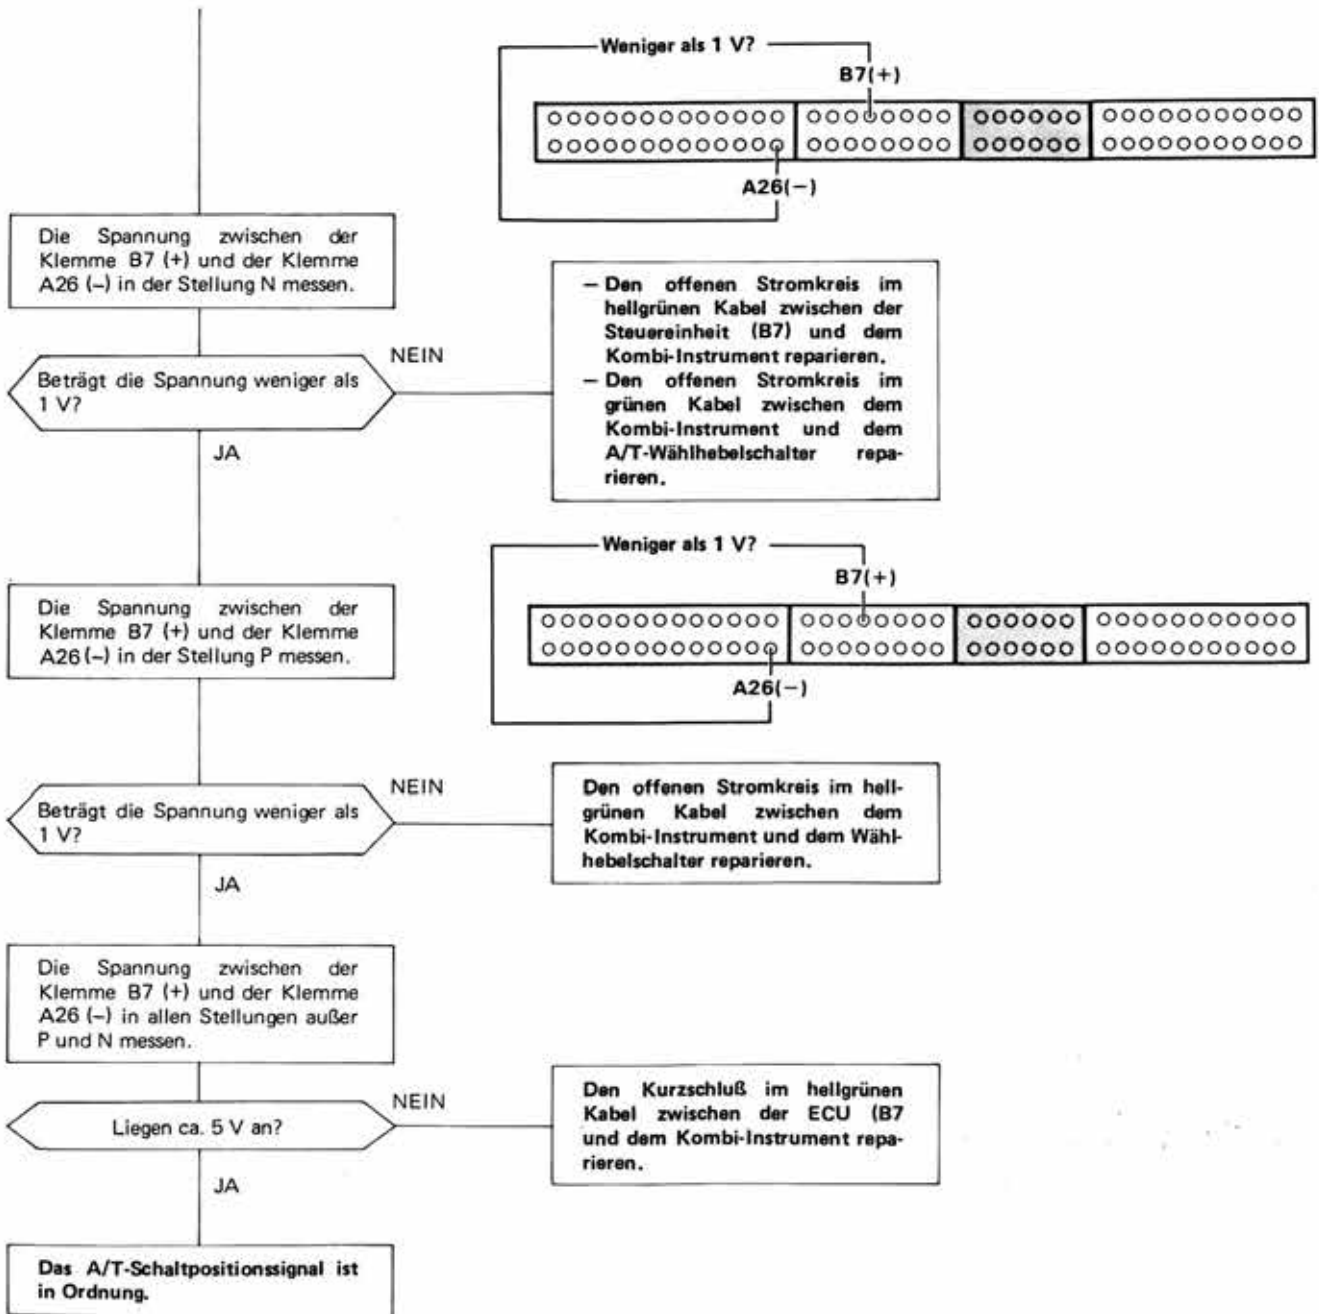 Weniger als 1 V?
B7(+)
A26(−)
Die Spannung zwischen der
Klemme B7 (+) und der Klemme
A26 (−) in der Stellung N messen.
Beträgt die Spannung weniger als
1 V?
NEIN
— Den offenen Stromkreis im
hellgrünen Kabel zwischen der
Steuereinheit (B7) und dem
Kombi-Instrument reparieren.
— Den offenen Stromkreis im
grünen Kabel zwischen dem
Kombi-Instrument und dem
A/T-Wählhebelschalter repa-
rieren.
JA
Weniger als 1 V?
B7(+)
A26(−)
Die Spannung zwischen der
Klemme B7 (+) und der Klemme
A26 (−) in der Stellung P messen.
Beträgt die Spannung weniger als
1 V?
NEIN
Den offenen Stromkreis im hell-
grünen Kabel zwischen dem
Kombi-Instrument und dem Wähl-
hebelschalter reparieren.
JA
Die Spannung zwischen der
Klemme B7 (+) und der Klemme
A26 (−) in allen Stellungen außer
P und N messen.
Liegen ca. 5 V an?
NEIN
Den Kurzschluß im hellgrünen
Kabel zwischen der ECU (B7
und dem Kombi-Instrument repa-
rieren.
JA
Das A/T-Schaltpositionssignal ist
in Ordnung.